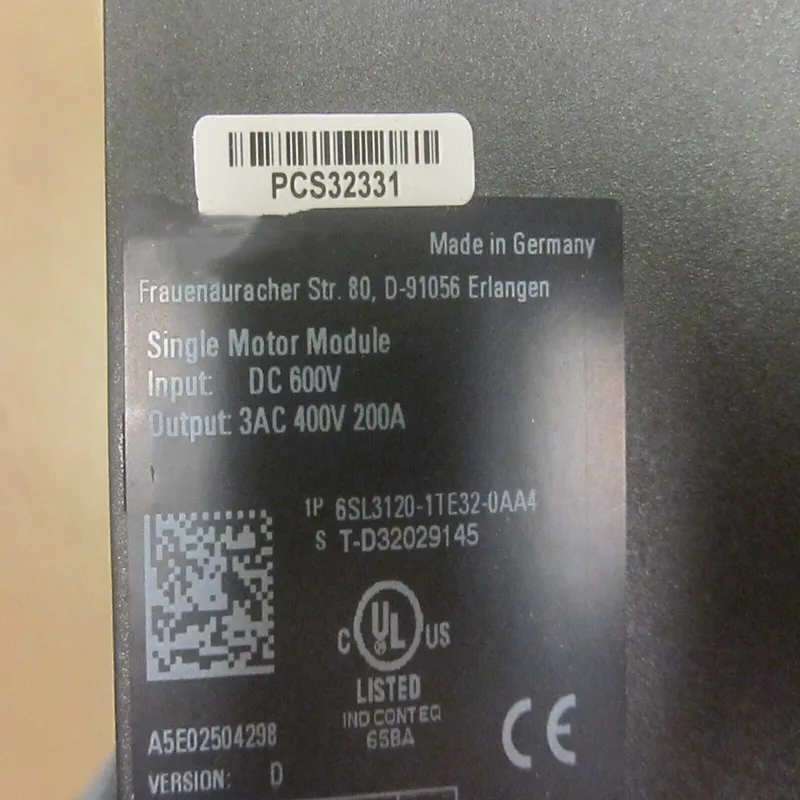 PCS32331
Made in Germany
Frauenauracher Str. 80, D-91056 Erlangen
Single Motor Module
Input: DC 600V
Output: 3AC 400V 200A
1P 6SL3120-1TE32-0AA4
S T-D32029145
C UL US
LISTED
IND CONT EQ
65BA
CE
A5E02504298
VERSION: D